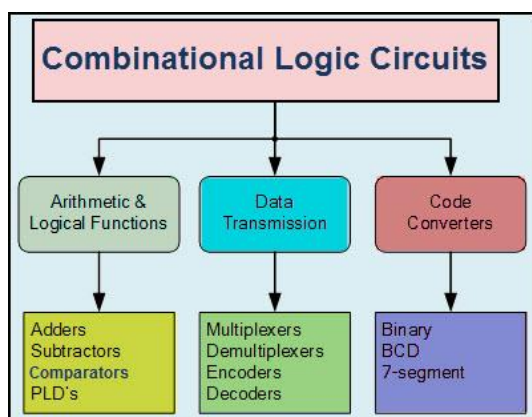 Combinational Logic Circuits
Arithmetic &
Logical Functions
Data
Transmission
Code
Converters
Adders
Subtractors
Comparators
PLD's
Multiplexers
Demultiplexers
Encoders
Decoders
Binary
BCD
7-segment